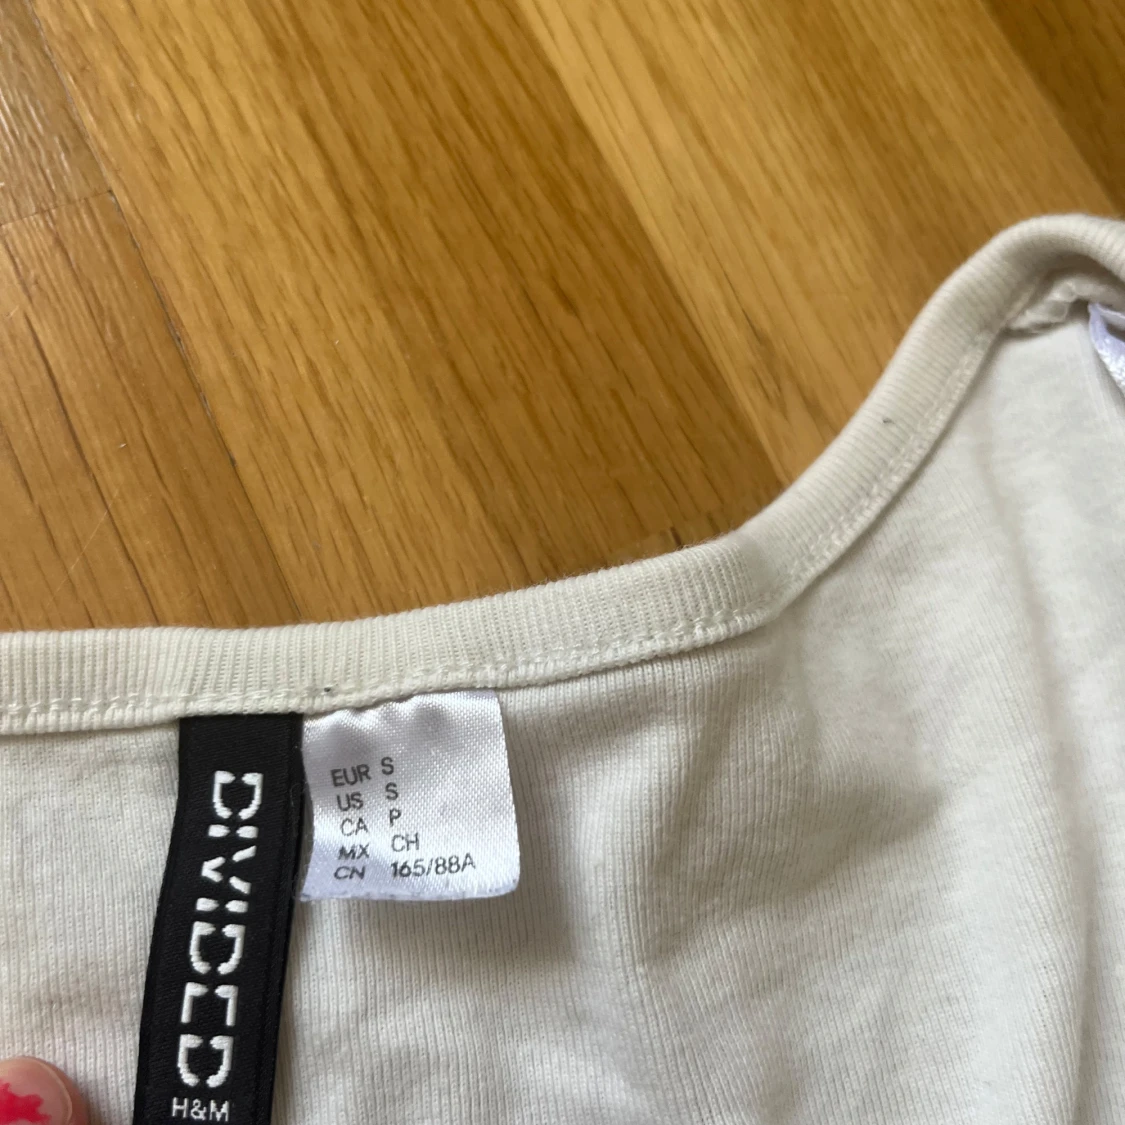 DIVIDED
H&M
EUR S
US S
CA P
MX CH
CN 165/88A